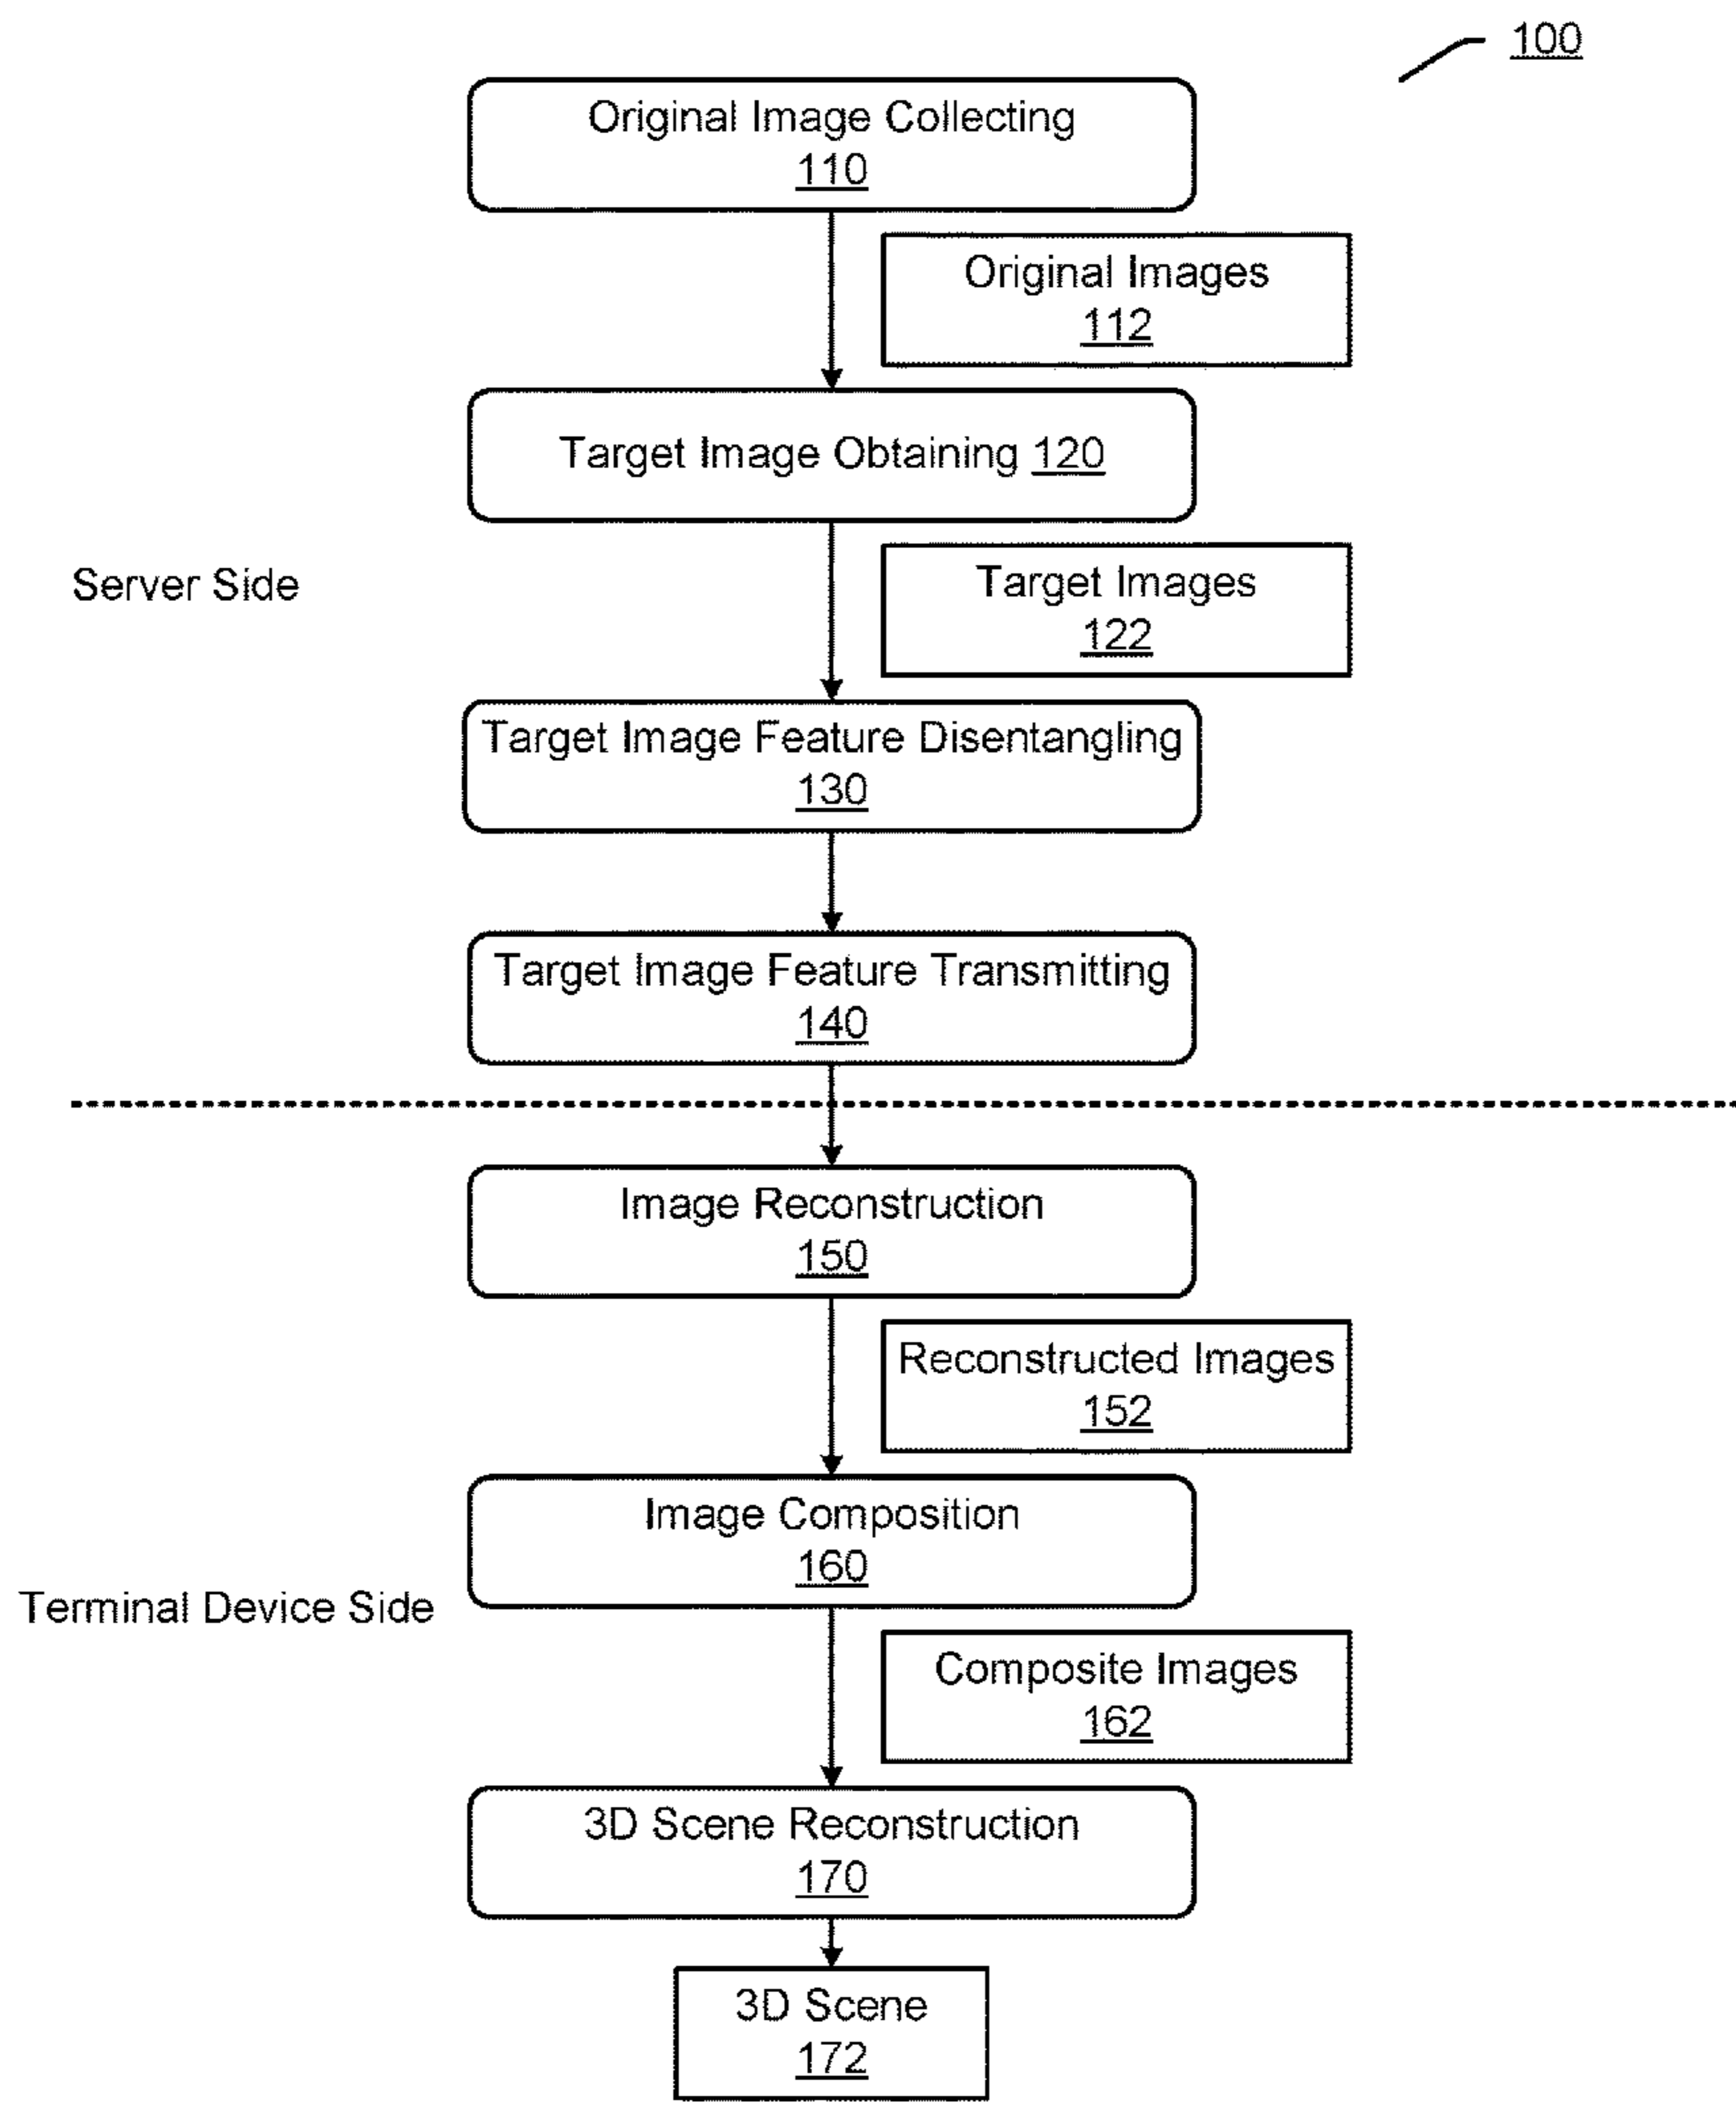 100
Original Image Collecting
110
Original Images
112
Target Image Obtaining 120
Server Side
Target Images
122
Target Image Feature Disentangling
130
Target Image Feature Transmitting
140
Image Reconstruction
150
Reconstructed Images
152
Image Composition
160
Terminal Device Side
Composite Images
162
3D Scene Reconstruction
170
3D Scene
172